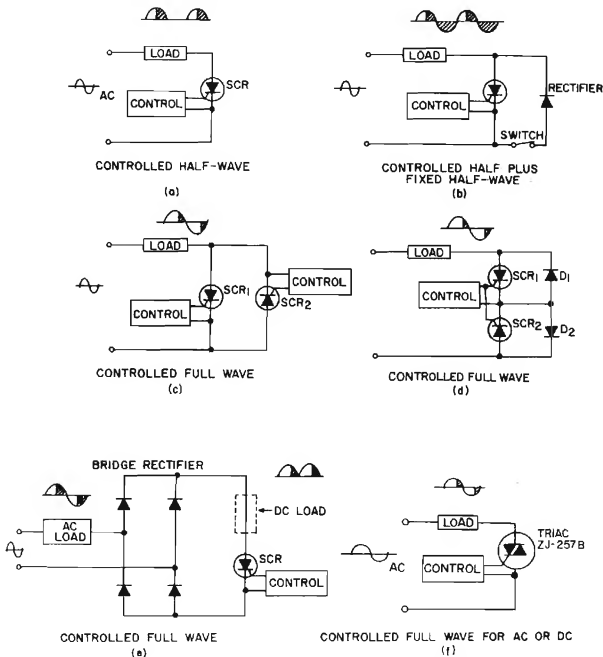 LOAD
SCR
AC
CONTROL
CONTROLLED HALF-WAVE
(a)
LOAD
RECTIFIER
CONTROL
SWITCH
CONTROLLED HALF PLUS
FIXED HALF-WAVE
(b)
LOAD
CONTROL
SCR1
SCR2
CONTROL
CONTROLLED FULL WAVE
(c)
LOAD
SCR1
D1
CONTROL
SCR2
D2
CONTROLLED FULL WAVE
(d)
BRIDGE RECTIFIER
DC LOAD
AC
LOAD
SCR
CONTROL
CONTROLLED FULL WAVE
(e)
LOAD
TRIAC
ZJ-257B
AC
CONTROL
CONTROLLED FULL WAVE FOR AC OR DC
(f)